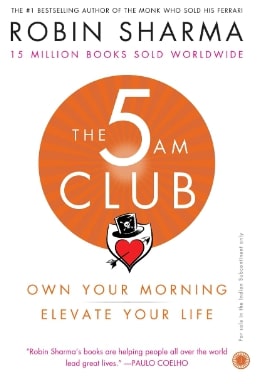 THE #1 BESTSELLING AUTHOR OF THE MONK WHO SOLD HIS FERRARI
ROBIN SHARMA
15 MILLION BOOKS SOLD WORLDWIDE
THE 5 AM
CLUB
OWN YOUR MORNING
ELEVATE YOUR LIFE
For sale in the Indian Subcontinent only
"Robin Sharma's books are helping people all over the world
lead great lives." —PAULO COELHO